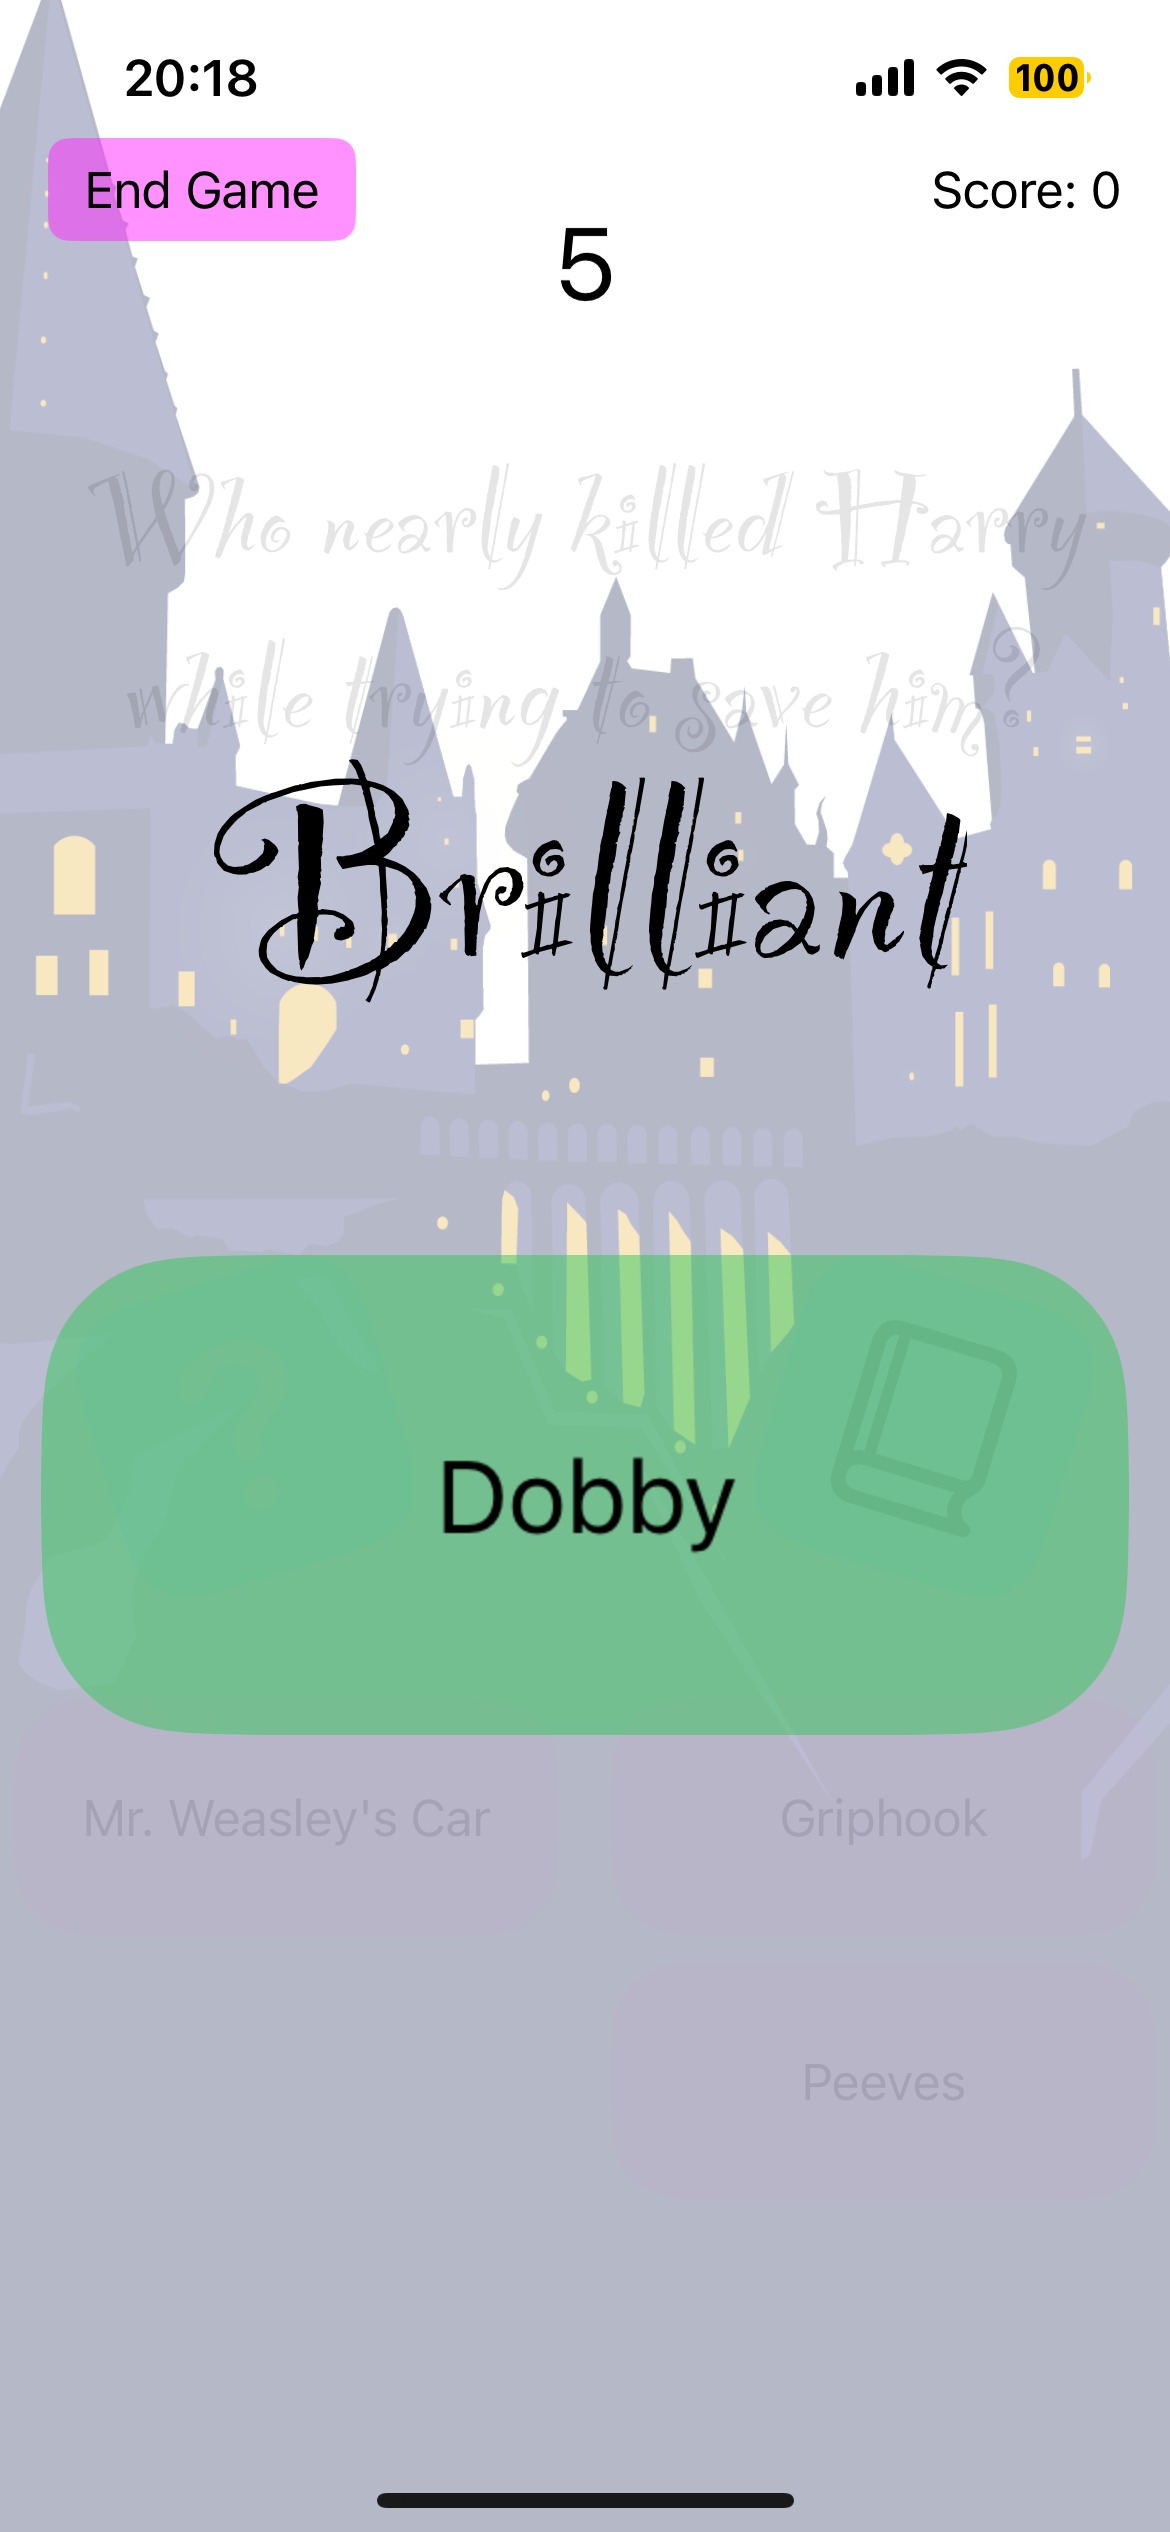 20:18
100
End Game
Score: 0
5
Who nearly killed Harry
while trying to save him?
Brilliant
?
Dobby
Mr. Weasley's Car
Griphook
Peeves